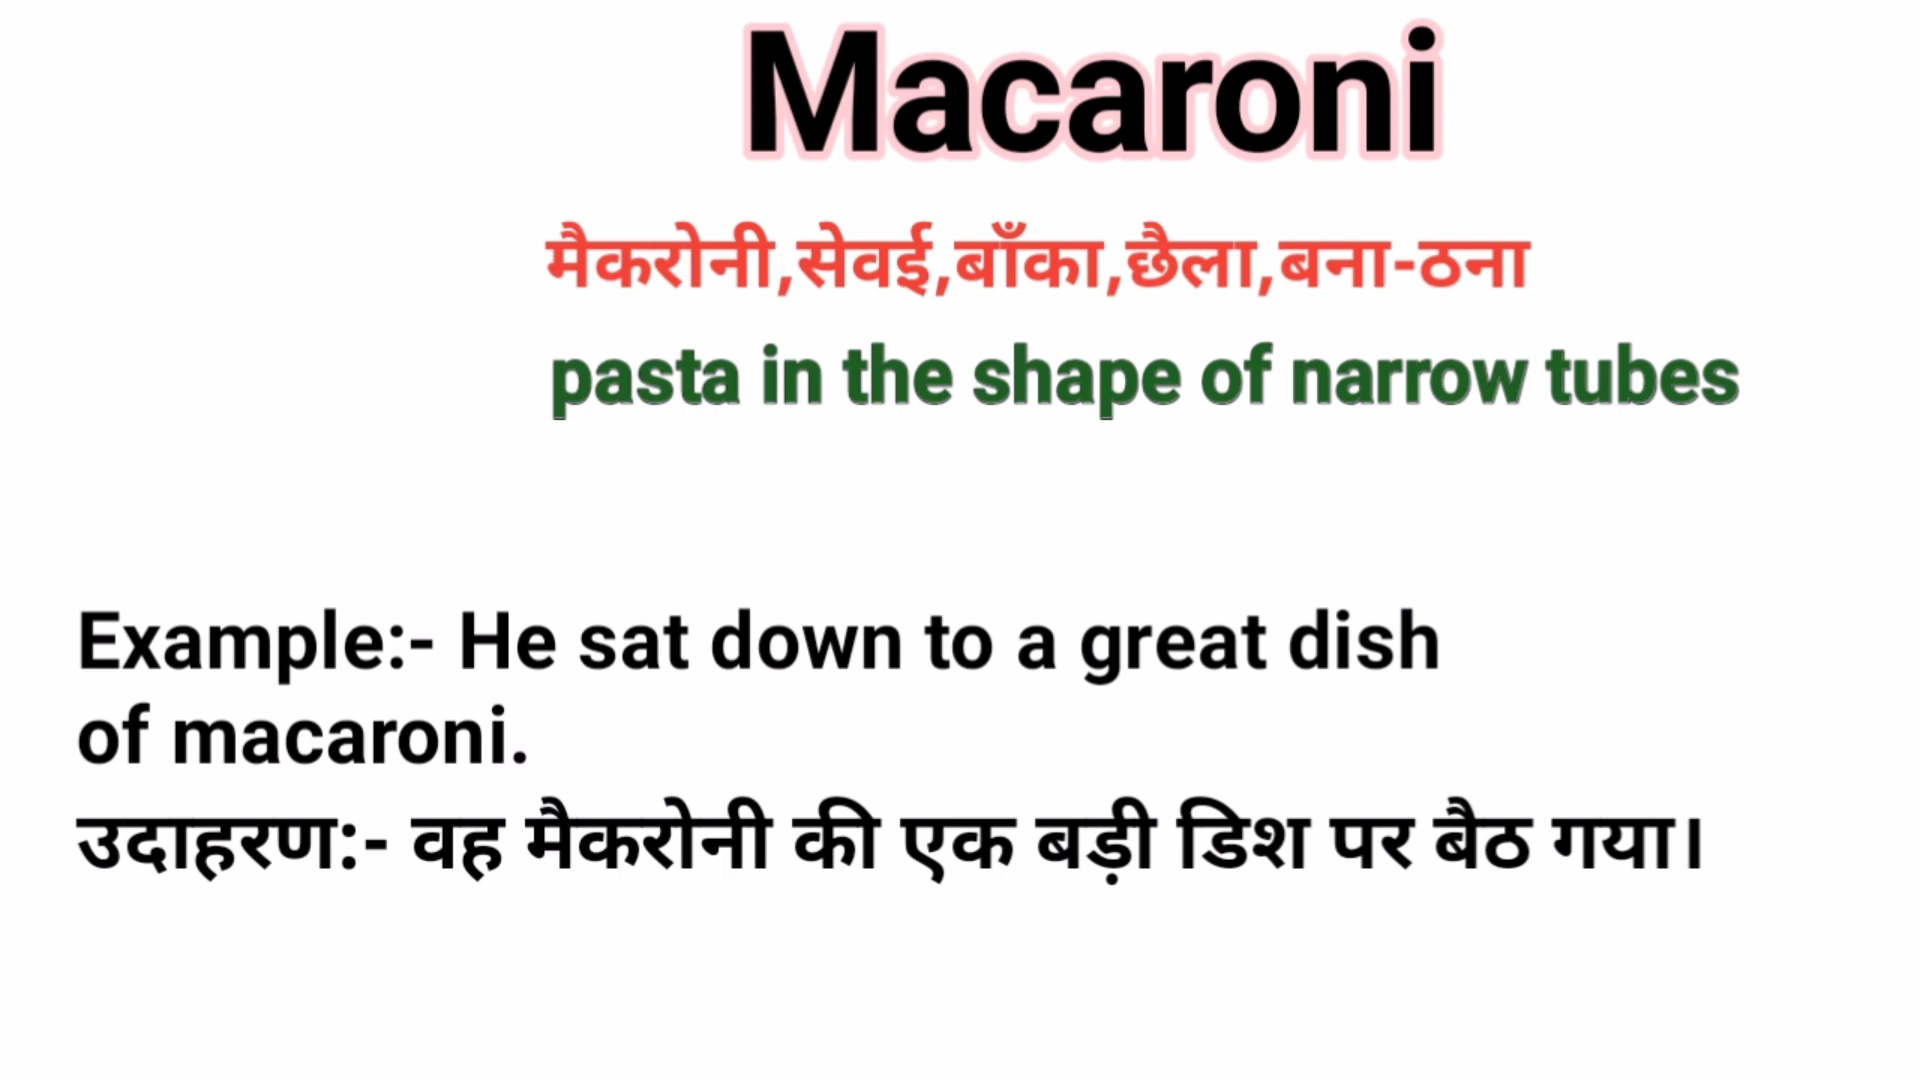 Macaroni
मैकरोनी,सेवई,बाँका,छैला,बना-ठना
pasta in the shape of narrow tubes
Example:- He sat down to a great dish
of macaroni.
उदाहरण:- वह मैकरोनी की एक बड़ी डिश पर बैठ गया।